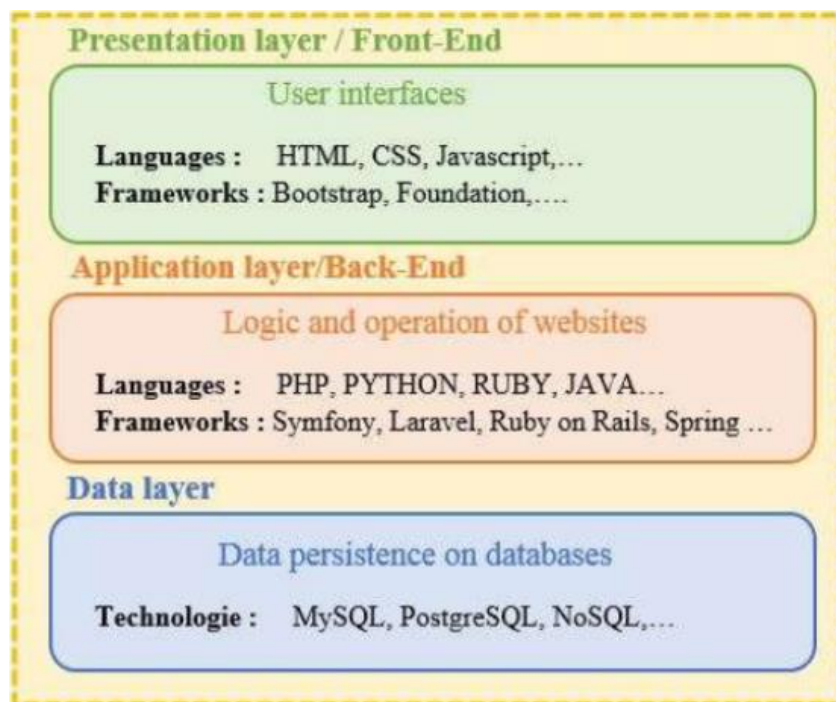 Presentation layer / Front-End
User interfaces
Languages : HTML, CSS, Javascript,…
Frameworks : Bootstrap, Foundation,….
Application layer/Back-End
Logic and operation of websites
Languages : PHP, PYTHON, RUBY, JAVA…
Frameworks : Symfony, Laravel, Ruby on Rails, Spring …
Data layer
Data persistence on databases
Technologie : MySQL, PostgreSQL, NoSQL,…